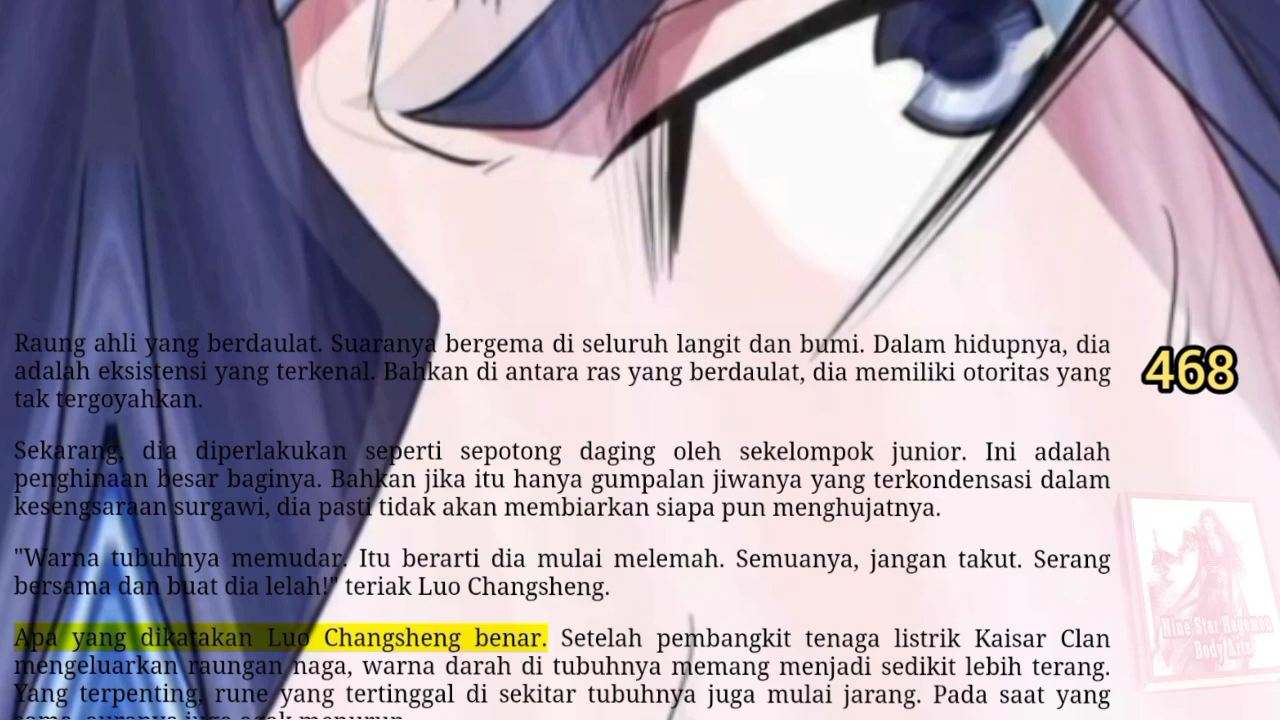 Raung ahli yang berdaulat. Suaranya bergema di seluruh langit dan bumi. Dalam hidupnya, dia
adalah eksistensi yang terkenal. Bahkan di antara ras yang berdaulat, dia memiliki otoritas yang
tak tergoyahkan.
468
Sekarang, dia diperlakukan seperti sepotong daging oleh sekelompok junior. Ini adalah
penghinaan besar baginya. Bahkan jika itu hanya gumpalan jiwanya yang terkondensasi dalam
kesengsaraan surgawi, dia pasti tidak akan membiarkan siapa pun menghujatnya.
"Warna tubuhnya memudar. Itu berarti dia mulai melemah. Semuanya, jangan takut. Serang
bersama dan buat dia lelah!" teriak Luo Changsheng.
Apa yang dikatakan Luo Changsheng benar. Setelah pembangkit tenaga listrik Kaisar Clan
mengeluarkan raungan naga, warna darah di tubuhnya memang menjadi sedikit lebih terang.
Yang terpenting, rune yang tertinggal di sekitar tubuhnya juga mulai jarang. Pada saat yang
sama, auranya juga agak menurun.
Nine Star Hegemon
Body Arts